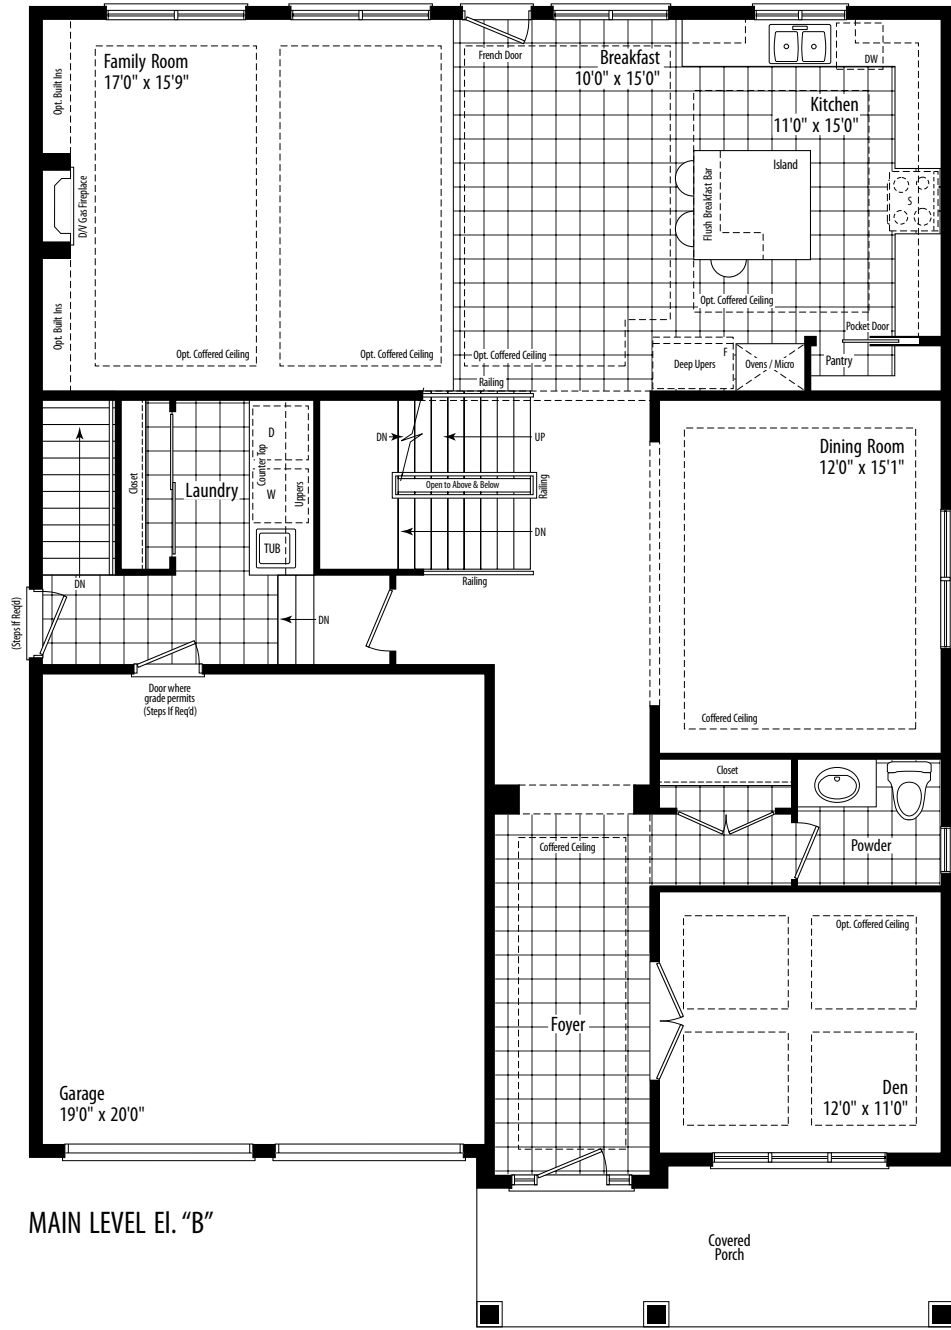 Family Room
17'0" x 15'9"
Opt. Built Ins
D/V Gas Fireplace
Opt. Built Ins
Opt. Coffered Ceiling
Opt. Coffered Ceiling
French Door
Breakfast
10'0" x 15'0"
Opt. Coffered Ceiling
DW
Kitchen
11'0" x 15'0"
Island
Flush Breakfast Bar
S
Opt. Coffered Ceiling
Pocket Door
Pantry
F
Deep Upers
Ovens / Micro
Railing
DN
UP
Open to Above & Below
Railing
DN
Railing
Closet
Laundry
D
Counter Top
W
Uppers
TUB
DN
DN
(Steps If Req'd)
Door where
grade permits
(Steps If Req'd)
Dining Room
12'0" x 15'1"
Coffered Ceiling
Closet
Powder
Coffered Ceiling
Foyer
Opt. Coffered Ceiling
Den
12'0" x 11'0"
Garage
19'0" x 20'0"
MAIN LEVEL El. “B”
Covered
Porch